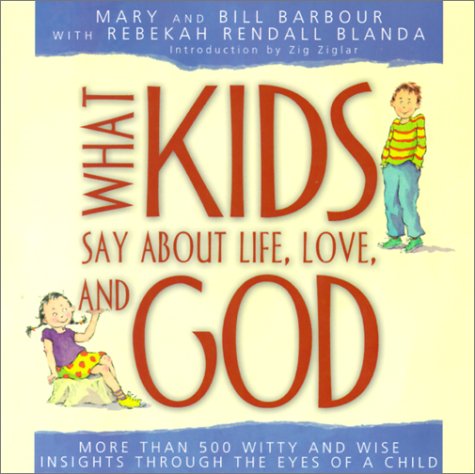 MARY AND BILL BARBOUR
WITH REBEKAH RENDALL BLANDA
Introduction by Zig Ziglar
WHAT KIDS
SAY ABOUT LIFE, LOVE,
AND GOD
MORE THAN 500 WITTY AND WISE
INSIGHTS THROUGH THE EYES OF A CHILD